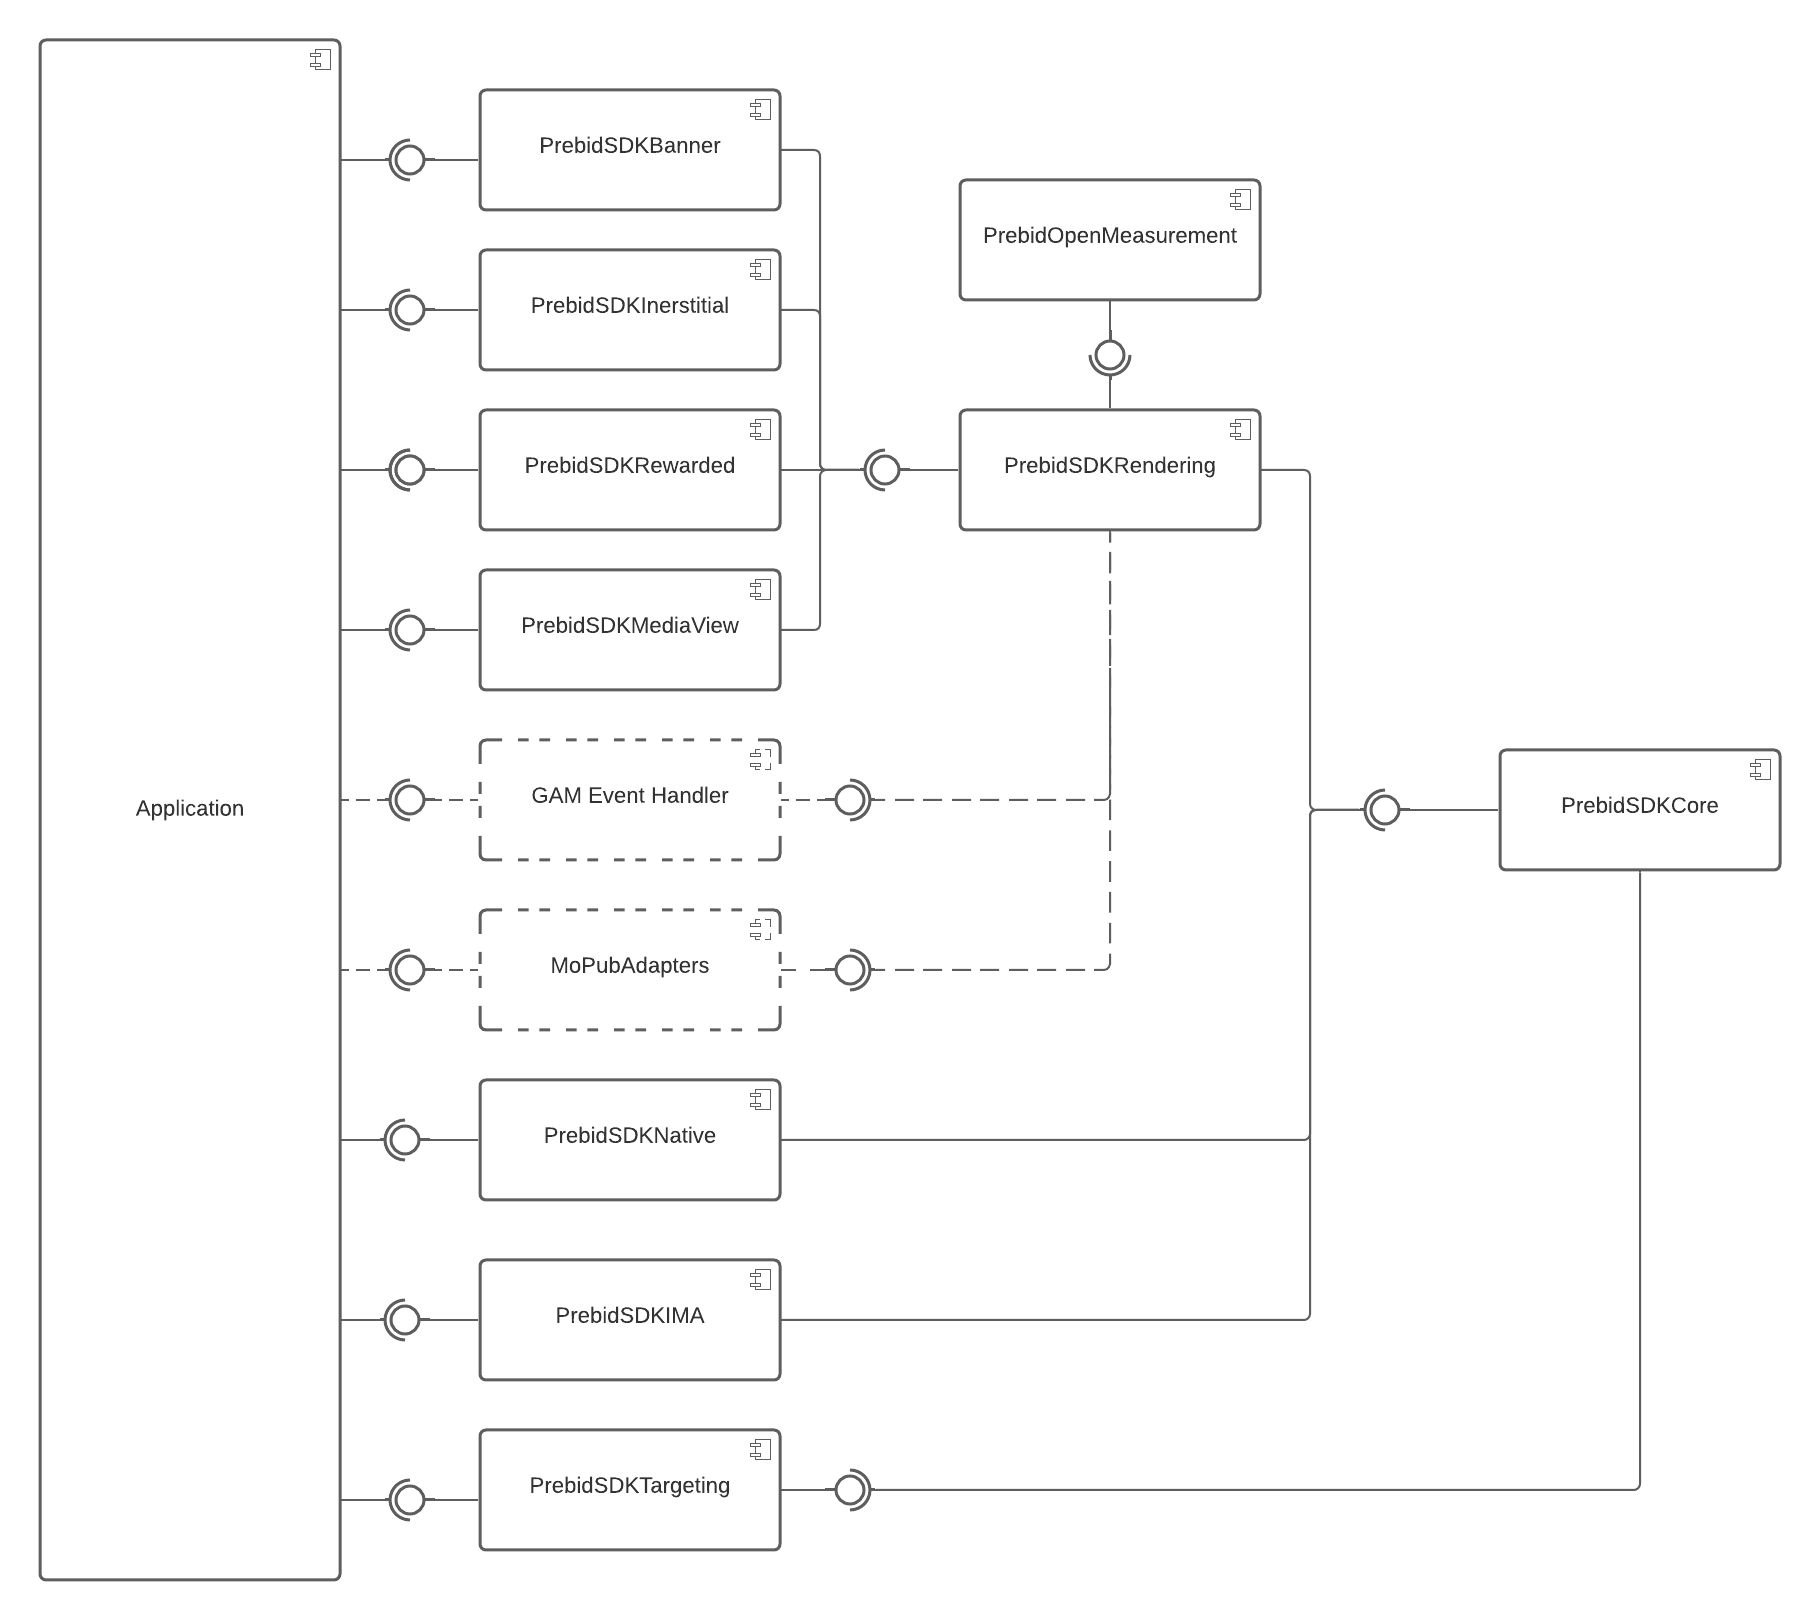 PrebidSDKBanner
PrebidOpenMeasurement
PrebidSDKInerstitial
PrebidSDKRewarded
PrebidSDKRendering
PrebidSDKMediaView
GAM Event Handler
Application
PrebidSDKCore
MoPubAdapters
PrebidSDKNative
PrebidSDKIMA
PrebidSDKTargeting